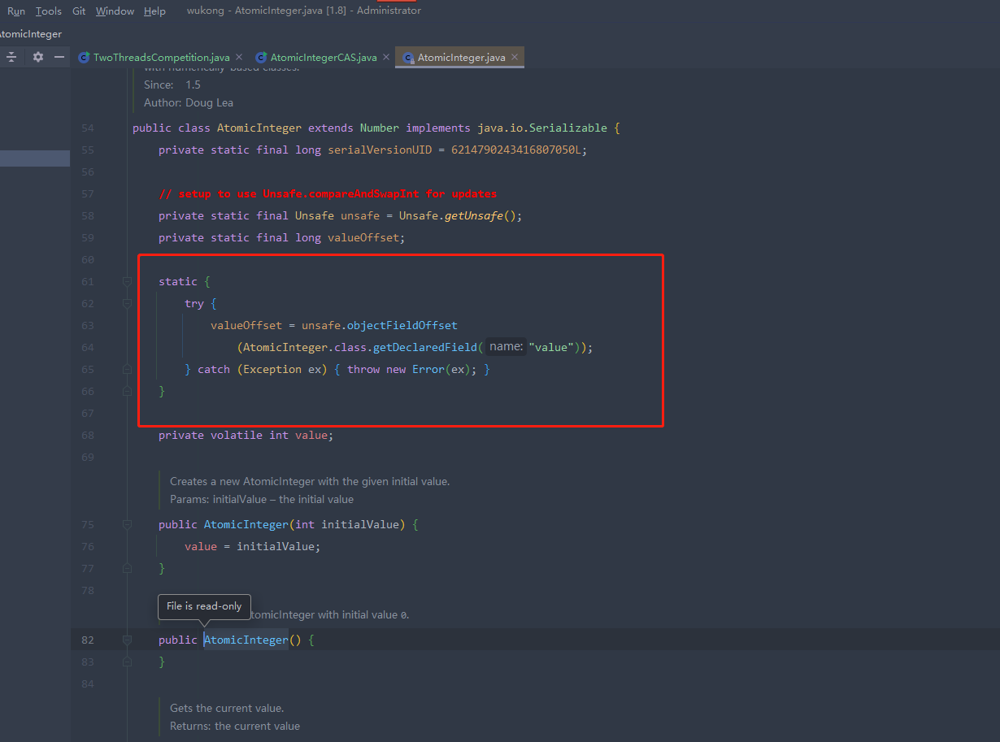 Run Tools Git Window Help wukong - AtomicInteger.java [1.8] - Administrator
AtomicInteger
TwoThreadsCompetition.java AtomicIntegerCAS.java AtomicInteger.java
with numerically-based classes.
Since: 1.5
Author: Doug Lea
54 public class AtomicInteger extends Number implements java.io.Serializable {
55 private static final long serialVersionUID = 6214790243416807050L;
56
57 // setup to use Unsafe.compareAndSwapInt for updates
58 private static final Unsafe unsafe = Unsafe.getUnsafe();
59 private static final long valueOffset;
60
61 static {
62 try {
63 valueOffset = unsafe.objectFieldOffset
64 (AtomicInteger.class.getDeclaredField( name: "value"));
65 } catch (Exception ex) { throw new Error(ex); }
66 }
67
68 private volatile int value;
69
Creates a new AtomicInteger with the given initial value.
Params: initialValue – the initial value
75 public AtomicInteger(int initialValue) {
76 value = initialValue;
77 }
78
File is read-only
tomicInteger with initial value 0.
82 public AtomicInteger() {
83 }
84
Gets the current value.
Returns: the current value